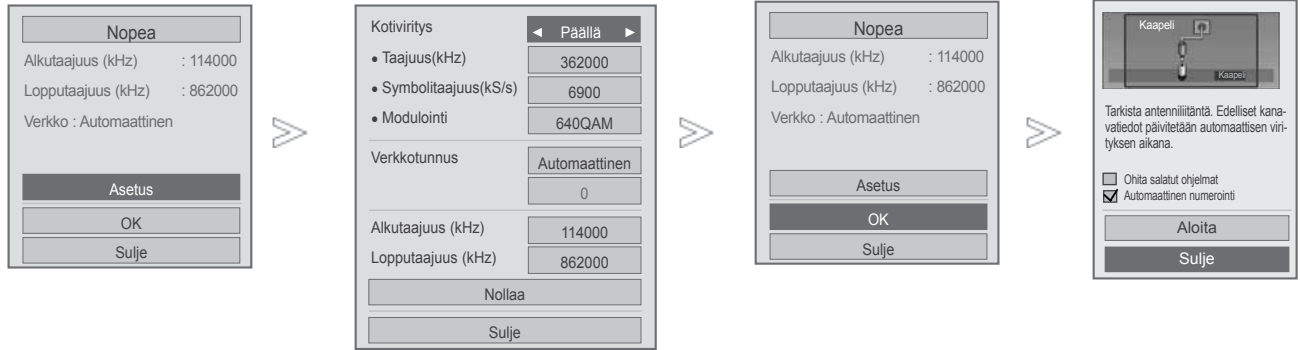 Nopea
Alkutaajuus (kHz) : 114000
Lopputaajuus (kHz) : 862000
Verkko : Automaattinen
Asetus
OK
Sulje
Kotiviritys ◄ Päällä ►
• Taajuus(kHz) 362000
• Symbolitaajuus(kS/s) 6900
• Modulointi 640QAM
Verkkotunnus Automaattinen
0
Alkutaajuus (kHz) 114000
Lopputaajuus (kHz) 862000
Nollaa
Sulje
Nopea
Alkutaajuus (kHz) : 114000
Lopputaajuus (kHz) : 862000
Verkko : Automaattinen
Asetus
OK
Sulje
Kaapeli
Kaapeli
Tarkista antenniliitäntä. Edelliset kana-
vatiedot päivitetään automaattisen viri-
tyksen aikana.
Ohita salatut ohjelmat
Automaattinen numerointi
Aloita
Sulje